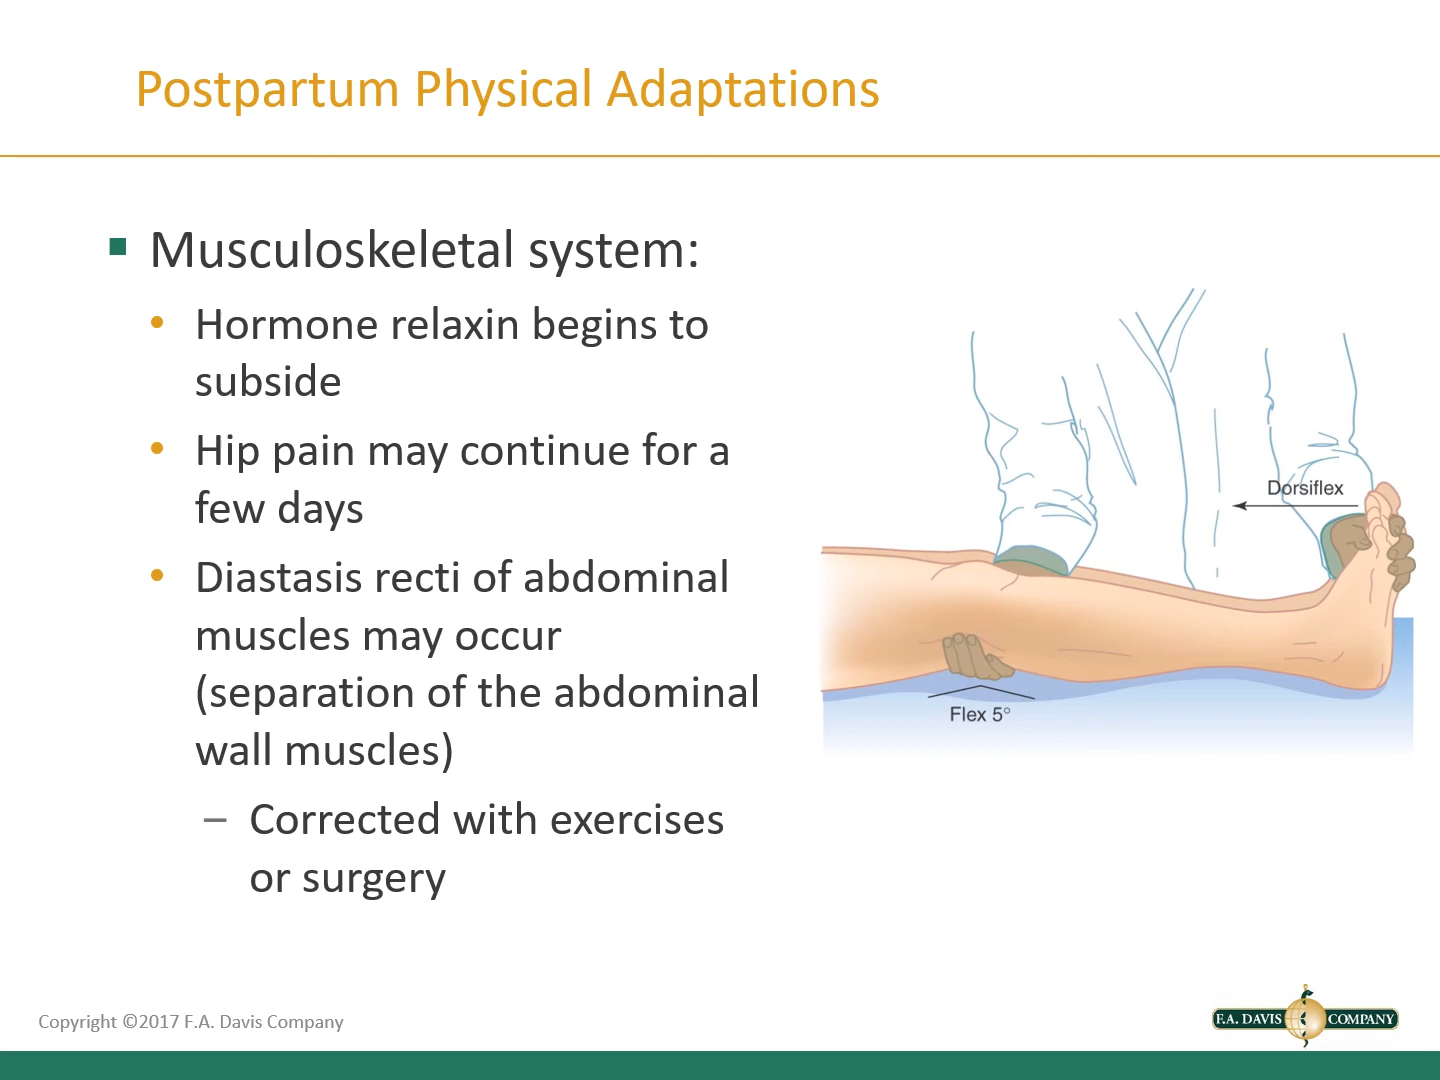 Postpartum Physical Adaptations
▪ Musculoskeletal system:
• Hormone relaxin begins to
subside
• Hip pain may continue for a
few days
• Diastasis recti of abdominal
muscles may occur
(separation of the abdominal
wall muscles)
– Corrected with exercises
or surgery
Dorsiflex
Flex 5°
Copyright ©2017 F.A. Davis Company
F.A. DAVIS COMPANY